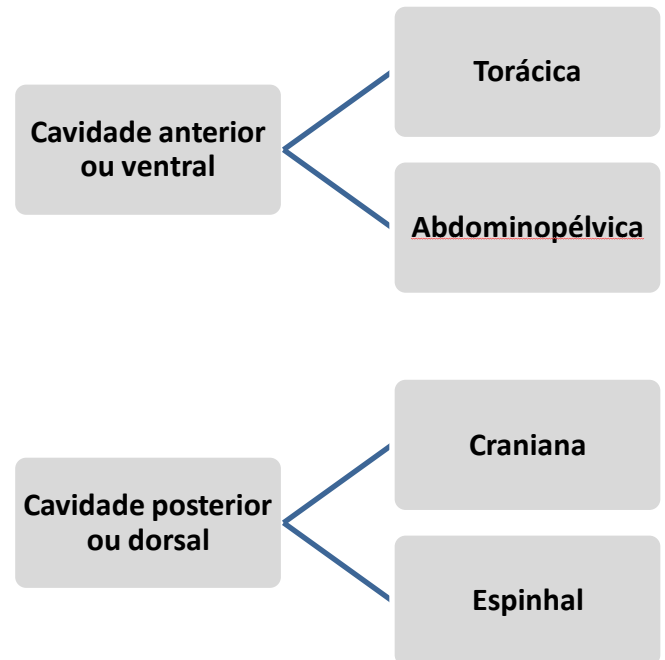 Cavidade anterior
ou ventral
Torácica
Abdominopélvica
Cavidade posterior
ou dorsal
Craniana
Espinhal